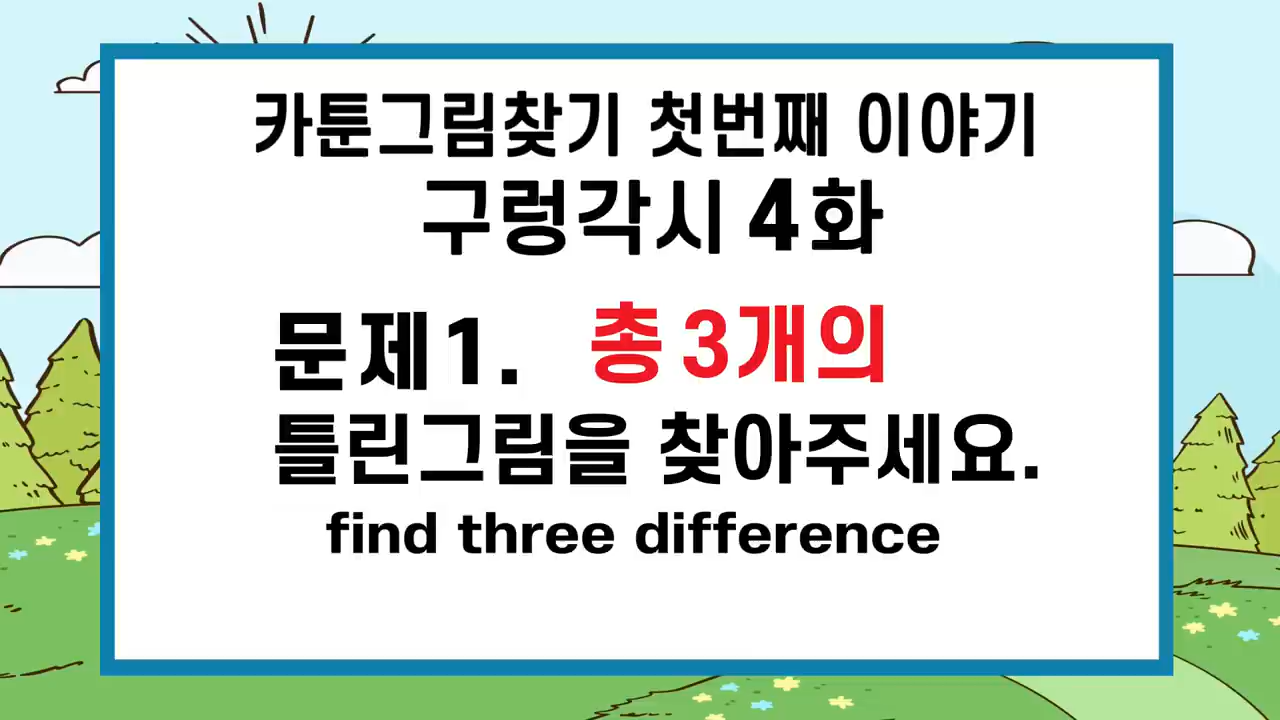 카툰그림찾기 첫번째 이야기
구렁각시 4화
문제1. 총 3개의
틀린그림을 찾아주세요.
find three difference